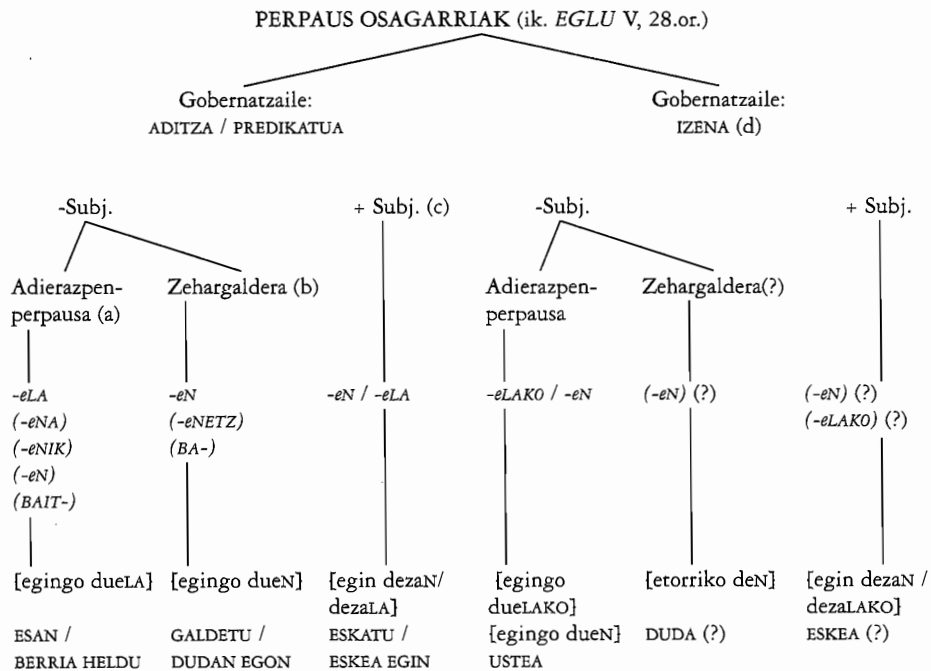 PERPAUS OSAGARRIAK (ik. EGLU V, 28.or.)
Gobernatzaile:
ADITZA / PREDIKATUA
Gobernatzaile:
IZENA (d)
-Subj.
+ Subj. (c)
-Subj.
+ Subj.
Adierazpen-
perpausa (a)
Zehargaldera (b)
Adierazpen-
perpausa
Zehargaldera(?)
-eLA
(-eNA)
(-eNIK)
(-eN)
(BAIT-)
-eN
(-eNETZ)
(BA-)
-eN / -eLA
-eLAKO / -eN
(-eN) (?)
(-eN) (?)
(-eLAKO) (?)
[egingo dueLA]
ESAN /
BERRIA HELDU
[egingo dueN]
GALDETU /
DUDAN EGON
[egin dezaN/
dezaLA]
ESKATU /
ESKEA EGIN
[egingo
dueLAKO]
[egingo dueN]
USTEA
[etorriko deN]
DUDA (?)
[egin dezaN /
dezaLAKO]
ESKEA (?)